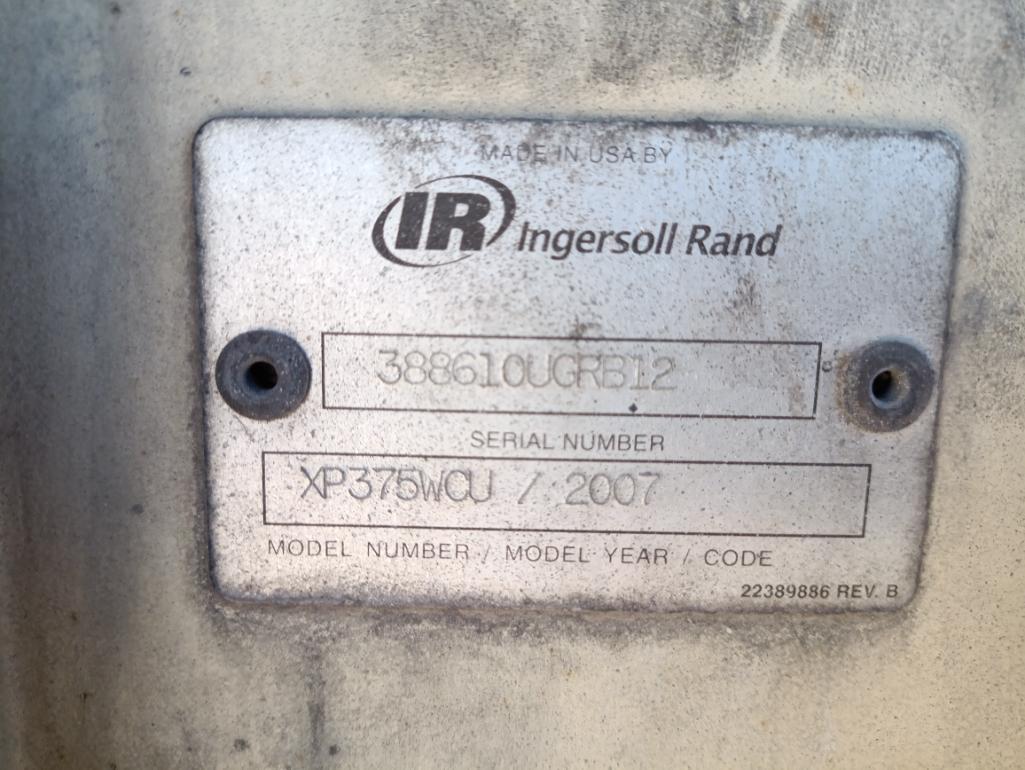 MADE IN USA BY
IR Ingersoll Rand
388610UGRB12
SERIAL NUMBER
XP375WCU / 2007
MODEL NUMBER / MODEL YEAR / CODE
22389886 REV. B